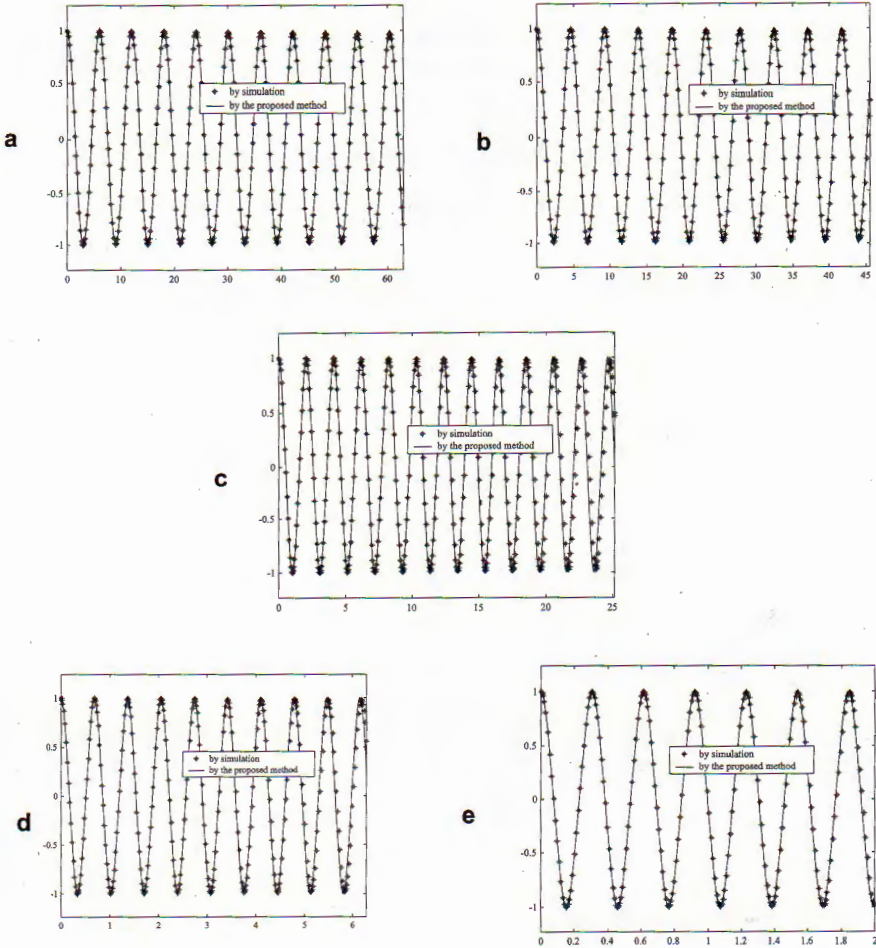 a
1
0.5
0
-0.5
-1
by simulation
by the proposed method
0 10 20 30 40 50 60
b
1
0.5
0
-0.5
-1
by simulation
by the proposed method
0 5 10 15 20 25 30 35 40 45
c
1
0.5
0
-0.5
-1
by simulation
by the proposed method
0 5 10 15 20 25
d
1
0.5
0
-0.5
-1
by simulation
by the proposed method
0 1 2 3 4 5 6
e
1
0.5
0
-0.5
-1
by simulation
by the proposed method
0 0.2 0.4 0.6 0.8 1 1.2 1.4 1.6 1.8 2